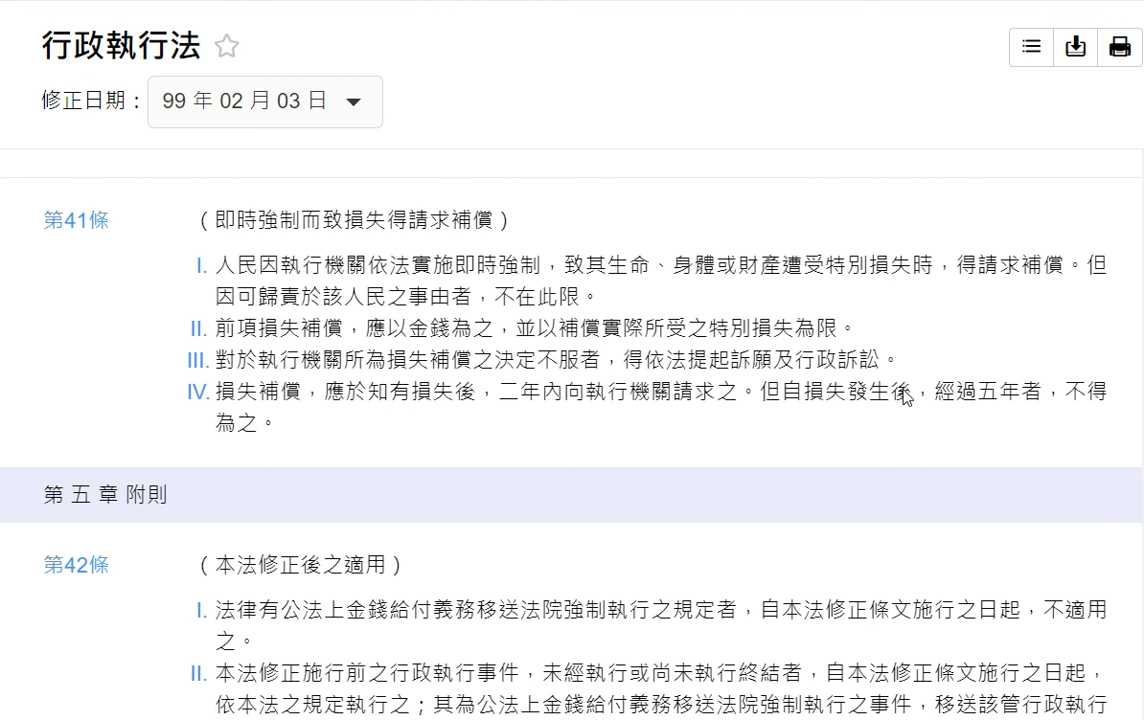 行政執行法
修正日期：99 年 02 月 03 日
第41條 （即時強制而致損失得請求補償）
I. 人民因執行機關依法實施即時強制，致其生命、身體或財產遭受特別損失時，得請求補償。但
因可歸責於該人民之事由者，不在此限。
II. 前項損失補償，應以金錢為之，並以補償實際所受之特別損失為限。
III. 對於執行機關所為損失補償之決定不服者，得依法提起訴願及行政訴訟。
IV. 損失補償，應於知有損失後，二年內向執行機關請求之。但自損失發生後，經過五年者，不得
為之。
第 五 章 附則
第42條 （本法修正後之適用）
I. 法律有公法上金錢給付義務移送法院強制執行之規定者，自本法修正條文施行之日起，不適用
之。
II. 本法修正施行前之行政執行事件，未經執行或尚未執行終結者，自本法修正條文施行之日起，
依本法之規定執行之；其為公法上金錢給付義務移送法院強制執行之事件，移送該管行政執行